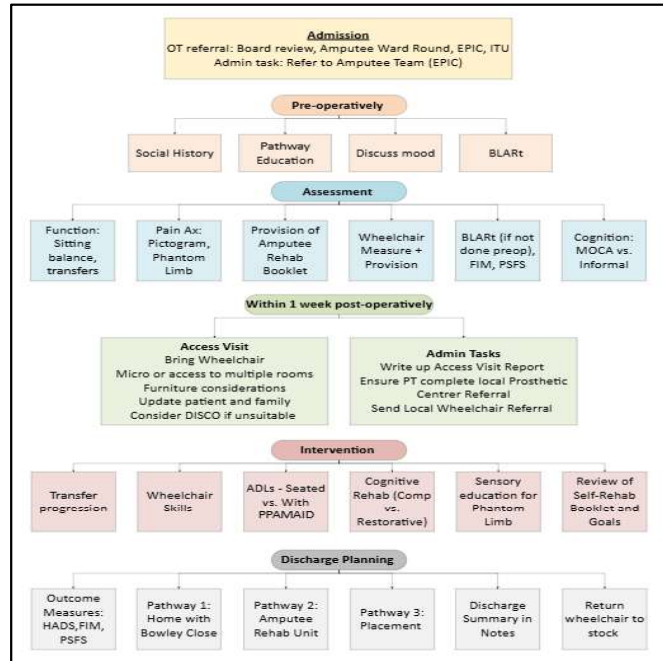 Admission
OT referral: Board review, Amputee Ward Round, EPIC, ITU
Admin task: Refer to Amputee Team (EPIC)
Pre-operatively
Social History
Pathway
Education
Discuss mood
BLARt
Assessment
Function:
Sitting
balance,
transfers
Pain Ax:
Pictogram,
Phantom
Limb
Provision of
Amputee
Rehab
Booklet
Wheelchair
Measure +
Provision
BLARt (if not
done preop),
FIM, PSFS
Cognition:
MOCA vs.
Informal
Within 1 week post-operatively
Access Visit
Bring Wheelchair
Micro or access to multiple rooms
Furniture considerations
Update patient and family
Consider DISCO if unsuitable
Admin Tasks
Write up Access Visit Report
Ensure PT complete local Prosthetic
Centrer Referral
Send Local Wheelchair Referral
Intervention
Transfer
progression
Wheelchair
Skills
ADLs - Seated
vs. With
PPAMAID
Cognitive
Rehab (Comp
vs.
Restorative)
Sensory
education for
Phantom
Limb
Review of
Self-Rehab
Booklet and
Goals
Discharge Planning
Outcome
Measures:
HADS,FIM,
PSFS
Pathway 1:
Home with
Bowley Close
Pathway 2:
Amputee
Rehab Unit
Pathway 3:
Placement
Discharge
Summary in
Notes
Return
wheelchair to
stock